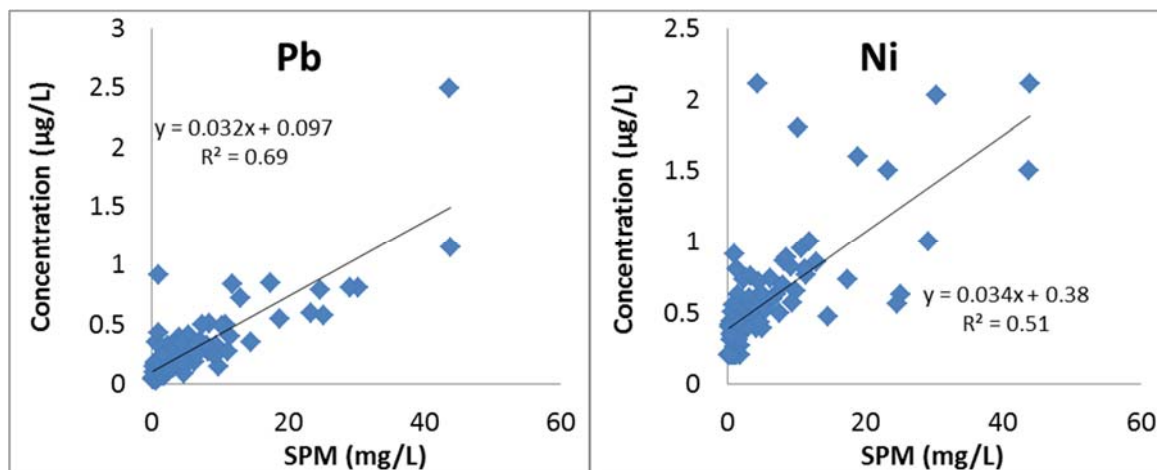 Pb
Concentration (µg/L)
3
2.5
2
1.5
1
0.5
0
y = 0.032x + 0.097
R² = 0.69
0
20
40
60
SPM (mg/L)
Ni
Concentration (µg/L)
2.5
2
1.5
1
0.5
0
y = 0.034x + 0.38
R² = 0.51
0
20
40
60
SPM (mg/L)